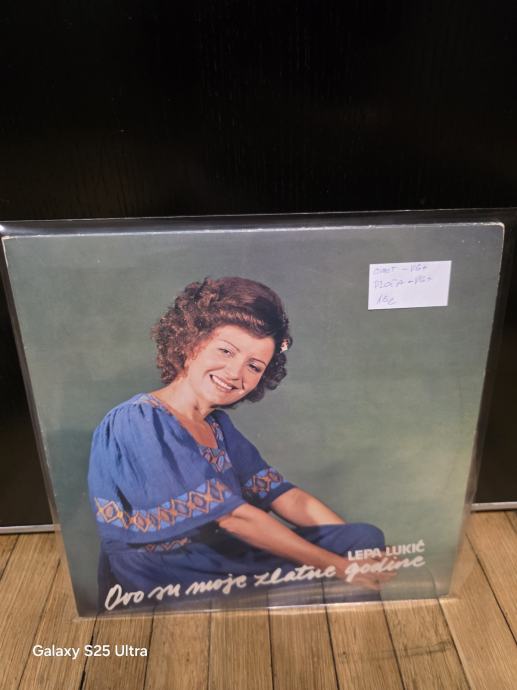 OMOT - VG+
PLOČA - VG+
LEPA LUKIĆ
Ovo su moje zlatne godine
Galaxy S25 Ultra